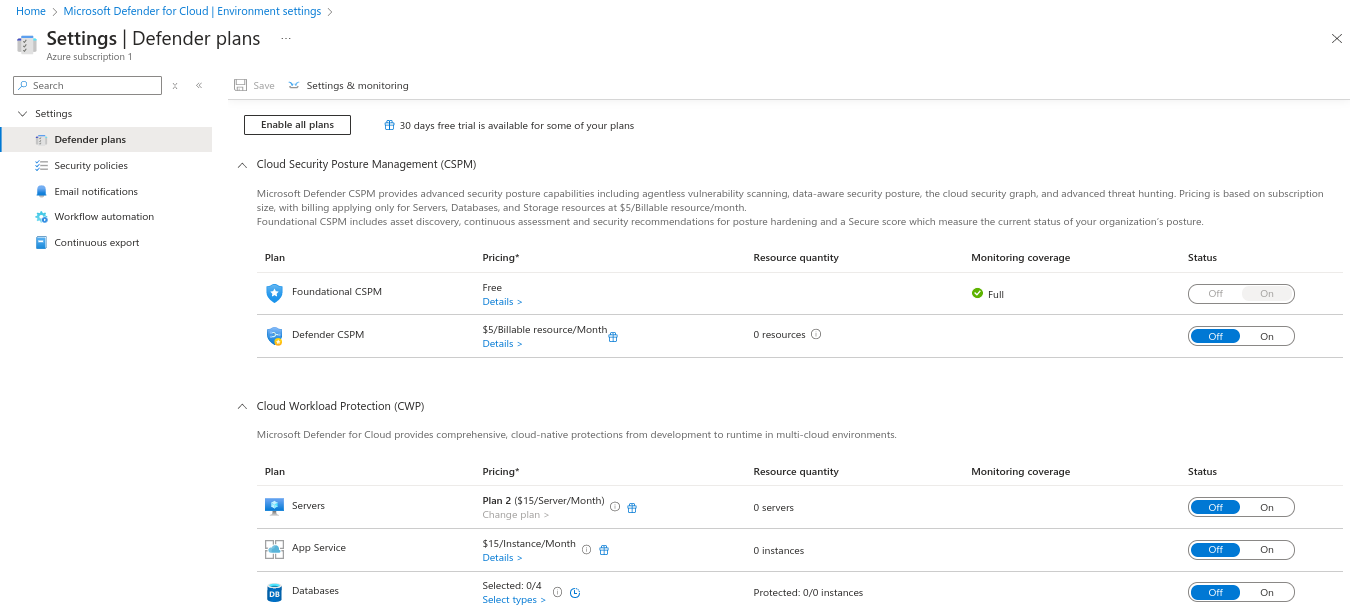 Home > Microsoft Defender for Cloud | Environment settings >
Settings | Defender plans ...
Azure subscription 1
Search
x «
Save
Settings & monitoring
Settings
Defender plans
Security policies
Email notifications
Workflow automation
Continuous export
Enable all plans
30 days free trial is available for some of your plans
Cloud Security Posture Management (CSPM)
Microsoft Defender CSPM provides advanced security posture capabilities including agentless vulnerability scanning, data-aware security posture, the cloud security graph, and advanced threat hunting. Pricing is based on subscription
size, with billing applying only for Servers, Databases, and Storage resources at $5/Billable resource/month.
Foundational CSPM includes asset discovery, continuous assessment and security recommendations for posture hardening and a Secure score which measure the current status of your organization's posture.
Plan Pricing* Resource quantity Monitoring coverage Status
Foundational CSPM Free Full Off On
Details >
Defender CSPM $5/Billable resource/Month 0 resources Off On
Details >
Cloud Workload Protection (CWP)
Microsoft Defender for Cloud provides comprehensive, cloud-native protections from development to runtime in multi-cloud environments.
Plan Pricing* Resource quantity Monitoring coverage Status
Servers Plan 2 ($15/Server/Month) 0 servers Off On
Change plan >
App Service $15/Instance/Month 0 instances Off On
Details >
DB Databases Selected: 0/4 Protected: 0/0 instances Off On
Select types >